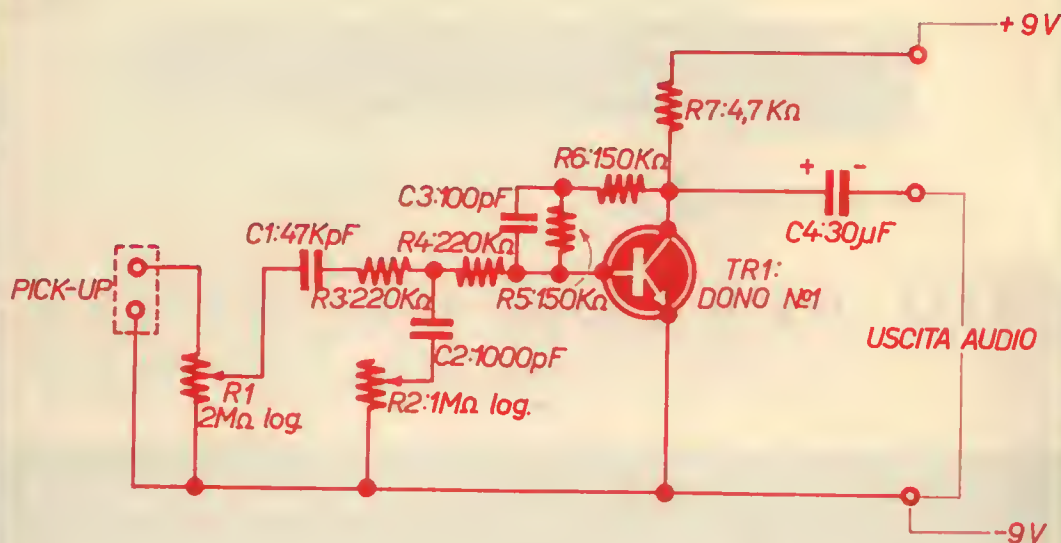 +9V
R7:4,7KΩ
R6:150KΩ
+ -
C3:100pF
C4:30µF
C1:47KpF
R4:220KΩ
TR1:
DONO Nº1
PICK-UP
R3:220KΩ
R5:150KΩ
USCITA AUDIO
C2:1000pF
R1
2MΩ log.
R2:1MΩ log.
-9V